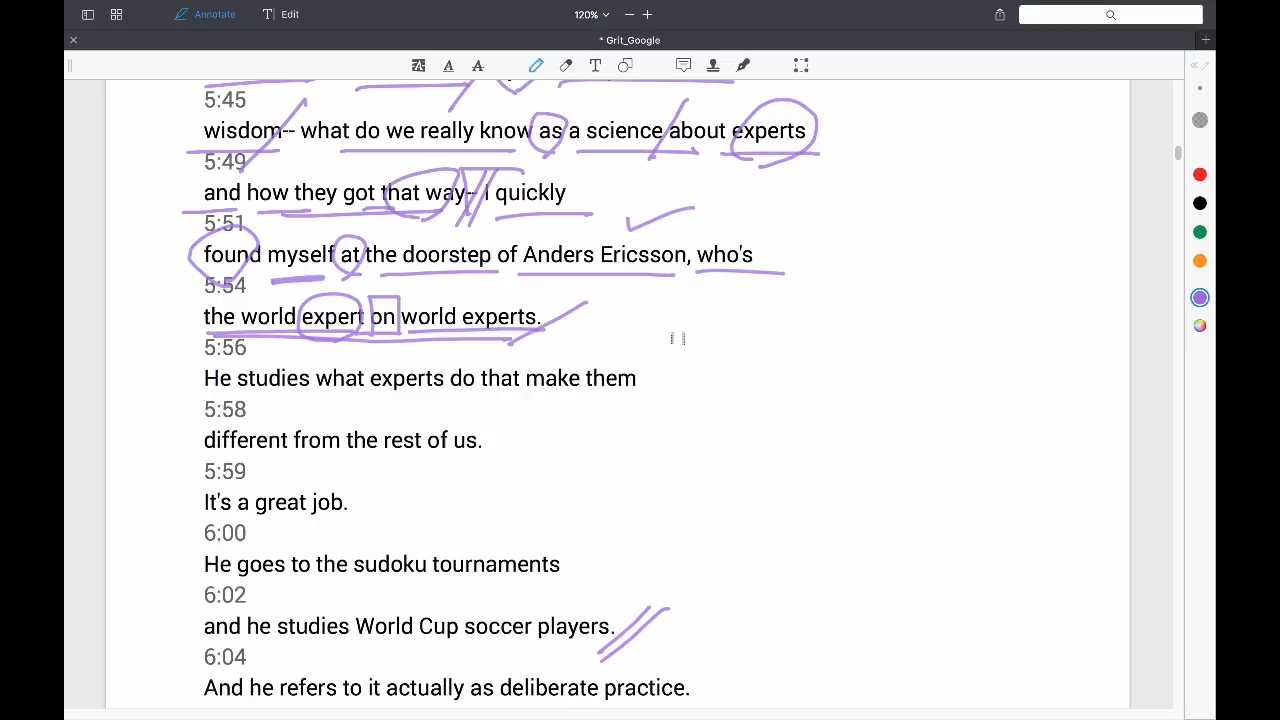 Annotate
Edit
120%
* Grit_Google
5:45
wisdom-- what do we really know as a science about experts
5:49
and how they got that way-- I quickly
5:51
found myself at the doorstep of Anders Ericsson, who's
5:54
the world expert on world experts.
5:56
He studies what experts do that make them
5:58
different from the rest of us.
5:59
It's a great job.
6:00
He goes to the sudoku tournaments
6:02
and he studies World Cup soccer players.
6:04
And he refers to it actually as deliberate practice.